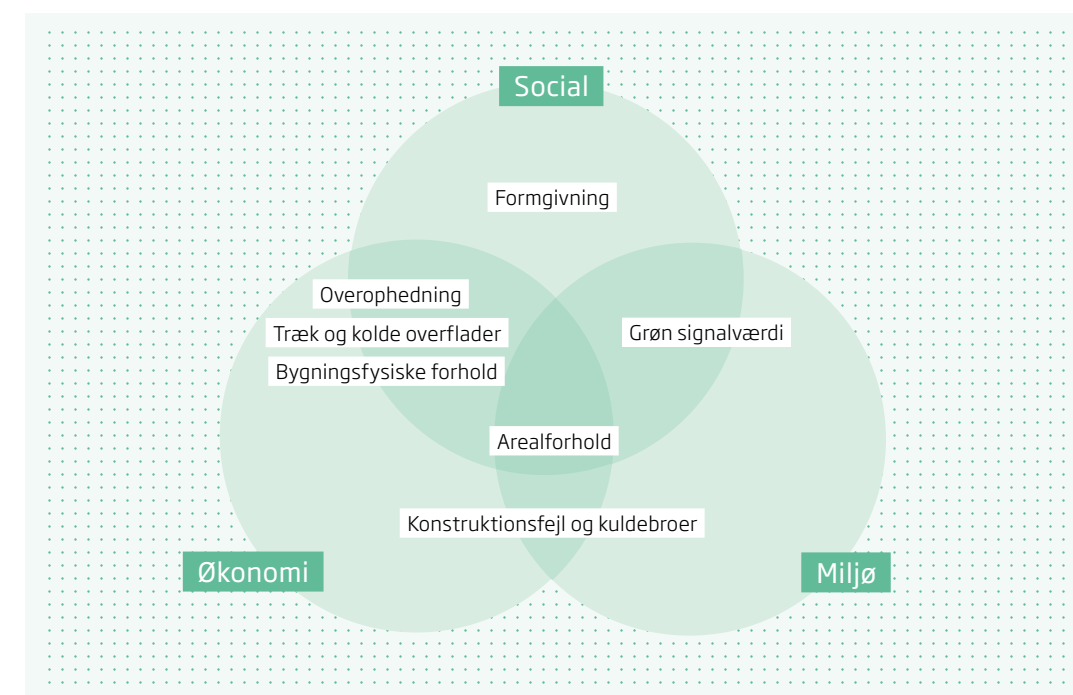 Social
Formgivning
Overophedning
Træk og kolde overflader
Grøn signalværdi
Bygningsfysiske forhold
Arealforhold
Konstruktionsfejl og kuldebroer
Økonomi
Miljø